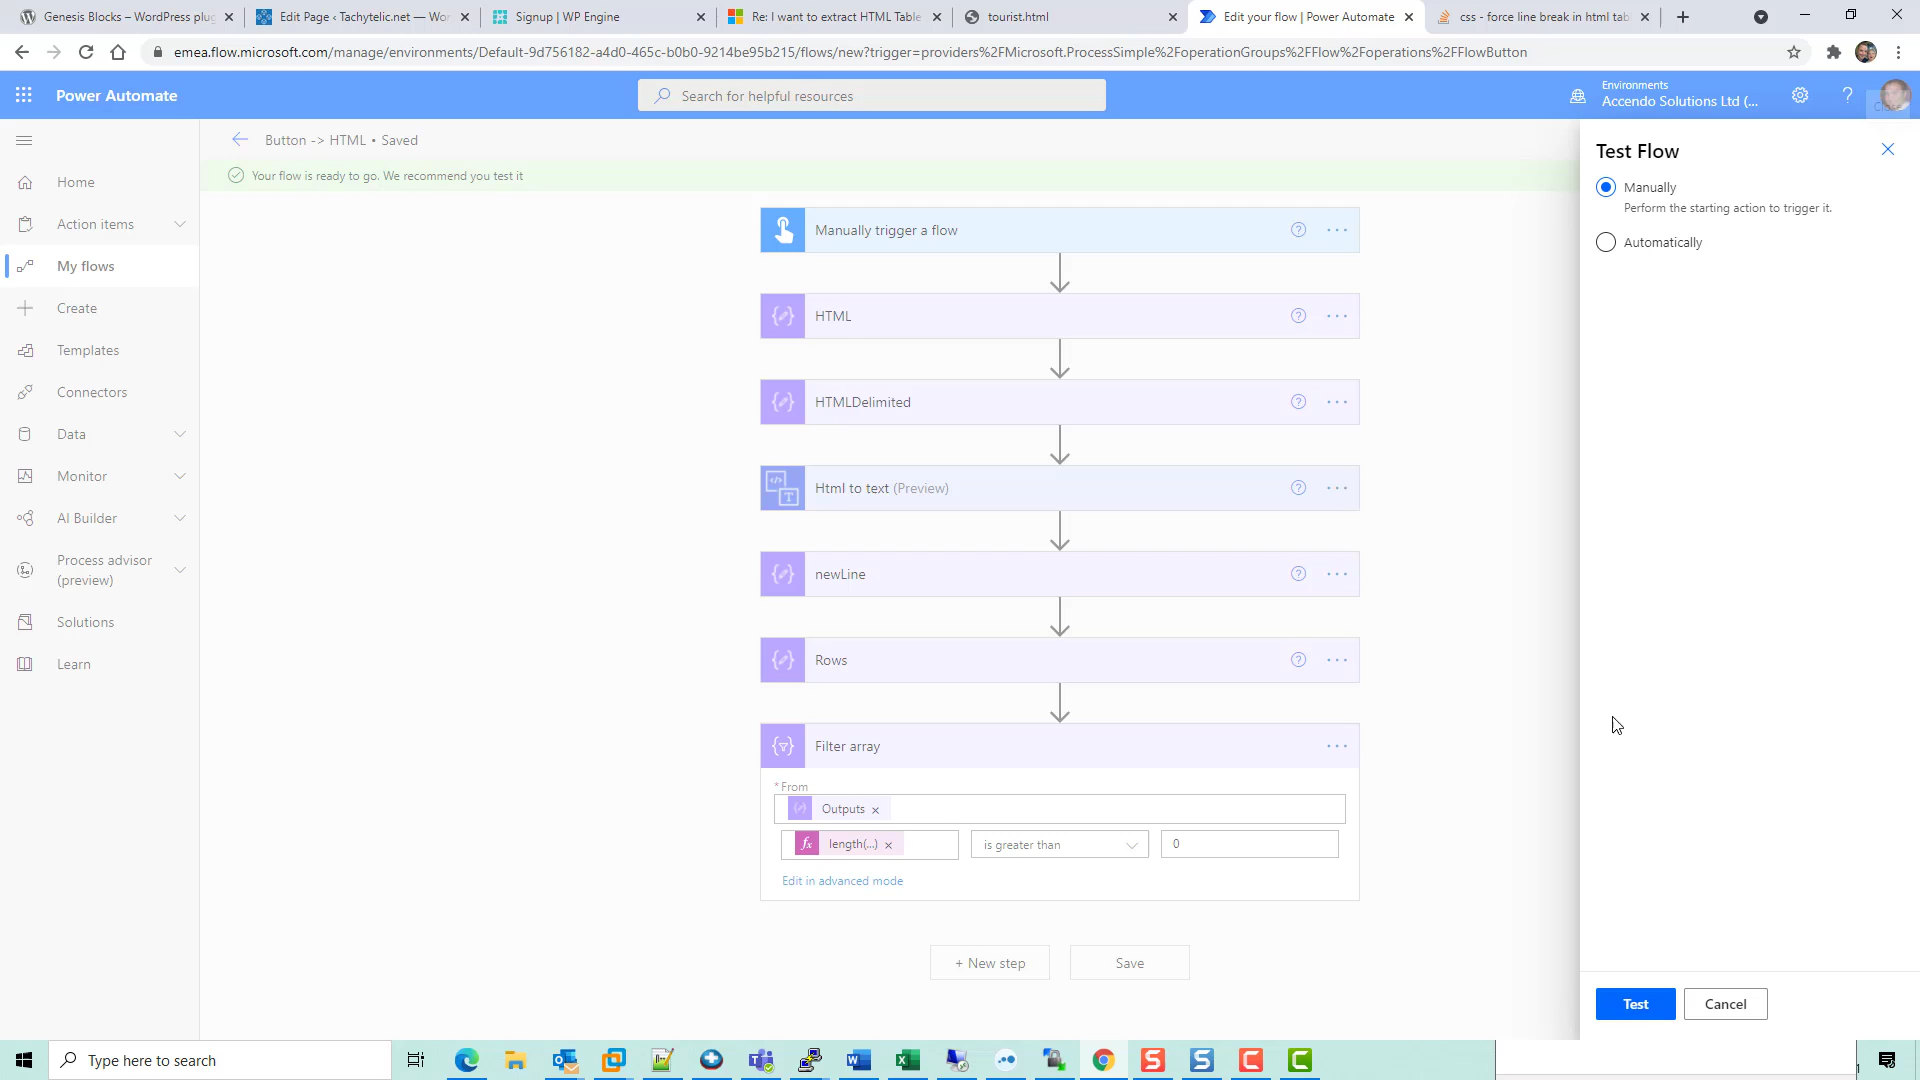 Genesis Blocks – WordPress plug
Edit Page ‹ Tachytelic.net — Wor
Signup | WP Engine
Re: I want to extract HTML Table
tourist.html
Edit your flow | Power Automate
css - force line break in html tab
emea.flow.microsoft.com/manage/environments/Default-9d756182-a4d0-465c-b0b0-9214be95b215/flows/new?trigger=providers%2FMicrosoft.ProcessSimple%2FoperationGroups%2FFlow%2Foperations%2FFlowButton
Power Automate
Search for helpful resources
Environments
Accendo Solutions Ltd (...
?
Button -> HTML • Saved
Your flow is ready to go. We recommend you test it
Home
Action items
My flows
Create
Templates
Connectors
Data
Monitor
AI Builder
Process advisor
(preview)
Solutions
Learn
Manually trigger a flow
HTML
HTMLDelimited
Html to text (Preview)
newLine
Rows
Filter array
* From
Outputs
fx length(...)
is greater than
0
Edit in advanced mode
+ New step
Save
Test Flow
Manually
Perform the starting action to trigger it.
Automatically
Test
Cancel
Type here to search